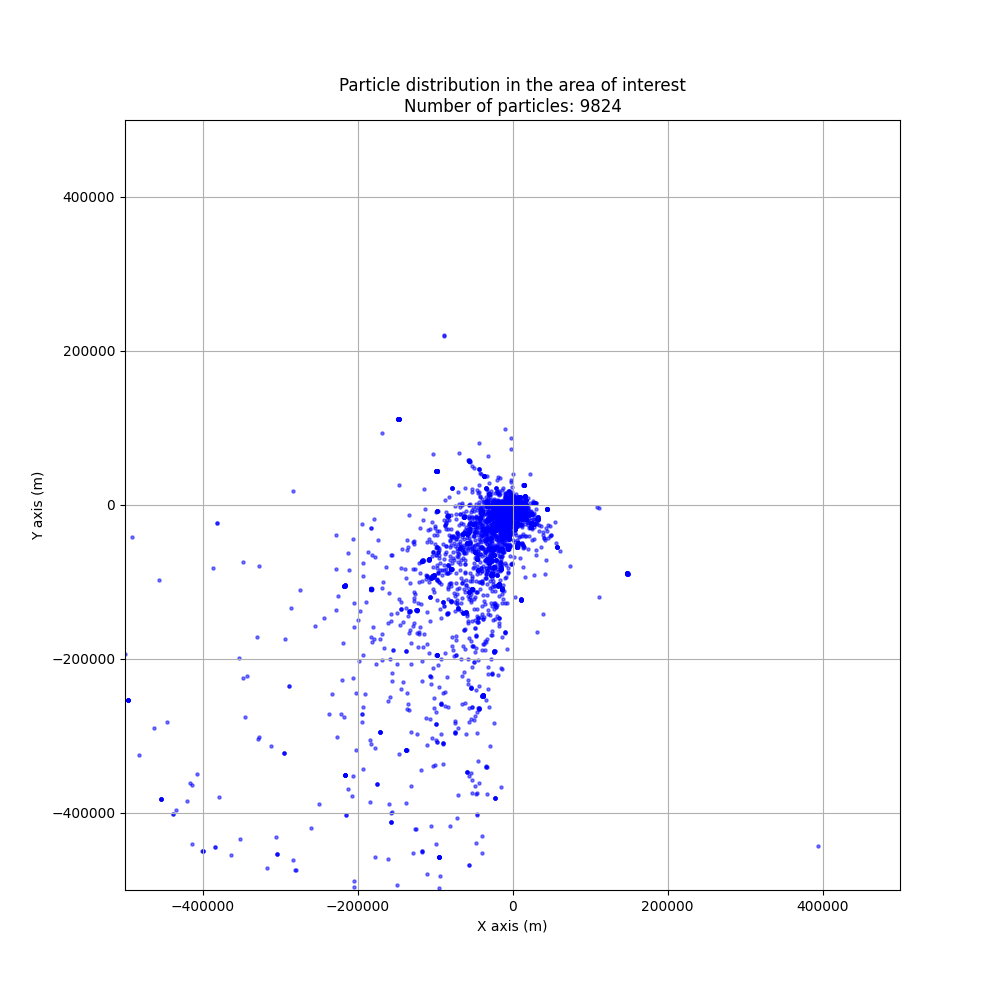 Particle distribution in the area of interest
Number of particles: 9824
400000
200000
0
−200000
−400000
Y axis (m)
−400000
−200000
0
200000
400000
X axis (m)